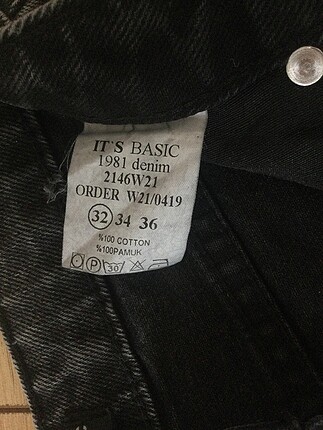 IT`S BASIC
1981 denim
2146W21
ORDER W21/0419
32 34 36
%100 COTTON
%100PAMUK
P 30